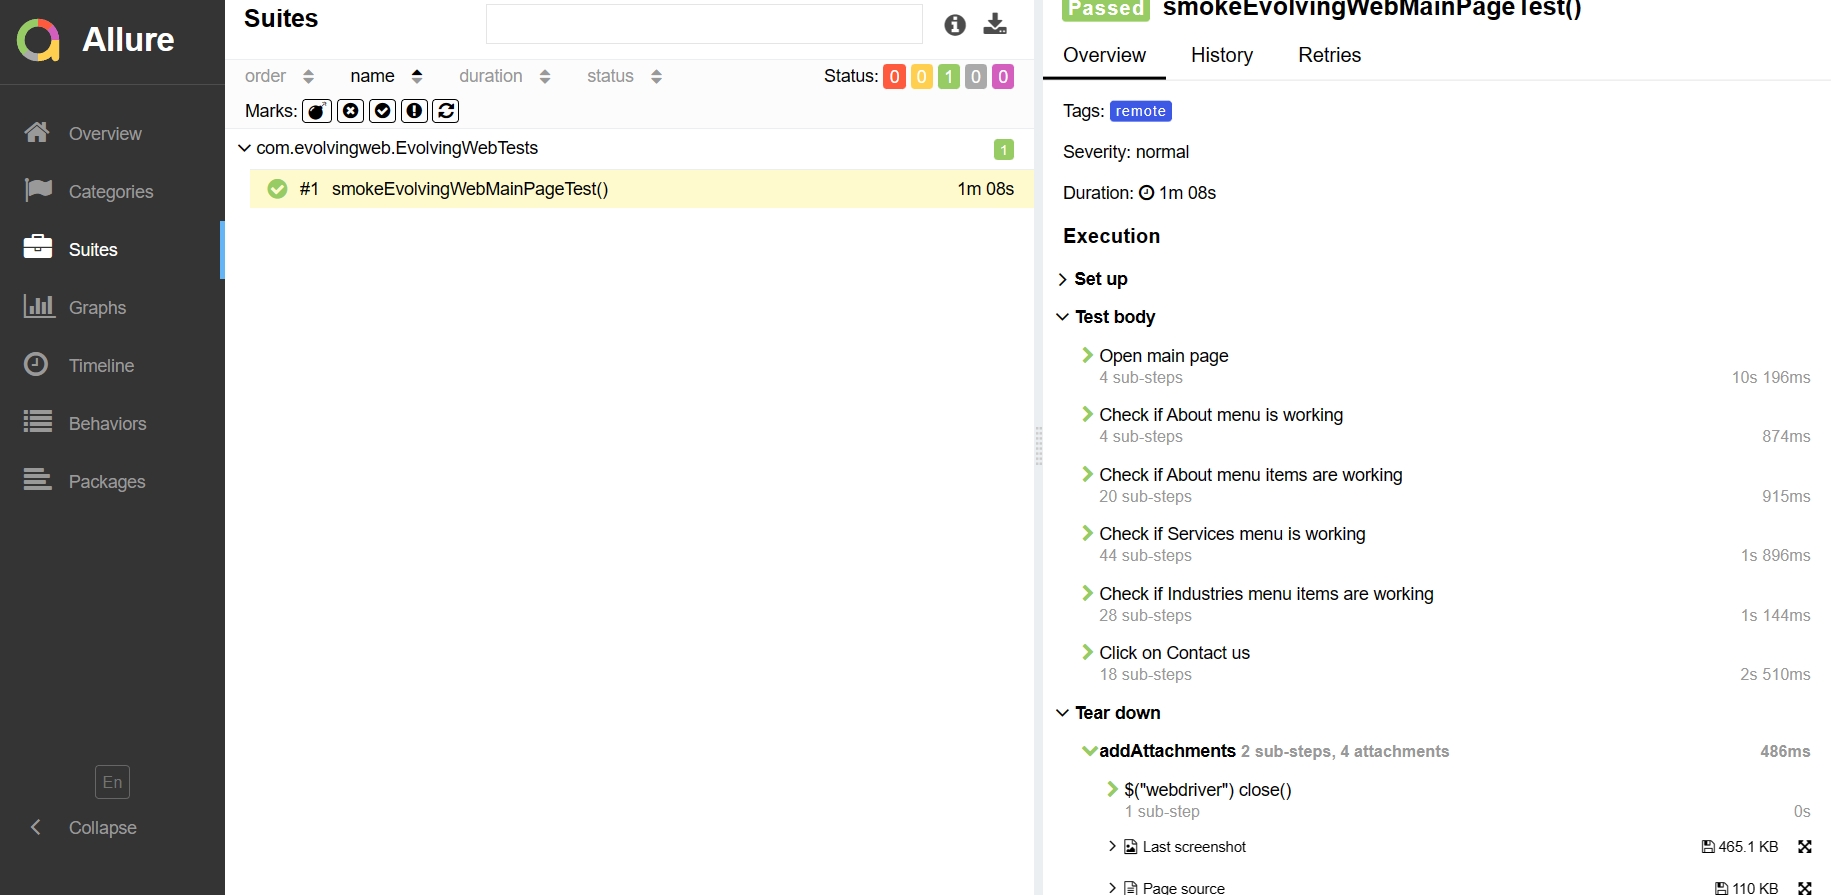 Allure
Overview
Categories
Suites
Graphs
Timeline
Behaviors
Packages
En
Collapse
Suites
order name duration status Status: 0 0 1 0 0
Marks:
com.evolvingweb.EvolvingWebTests 1
#1 smokeEvolvingWebMainPageTest() 1m 08s
Passed smokeEvolvingWebMainPageTest()
Overview History Retries
Tags: remote
Severity: normal
Duration: 1m 08s
Execution
Set up
Test body
Open main page
4 sub-steps 10s 196ms
Check if About menu is working
4 sub-steps 874ms
Check if About menu items are working
20 sub-steps 915ms
Check if Services menu is working
44 sub-steps 1s 896ms
Check if Industries menu items are working
28 sub-steps 1s 144ms
Click on Contact us
18 sub-steps 2s 510ms
Tear down
addAttachments 2 sub-steps, 4 attachments 486ms
$("webdriver") close()
1 sub-step 0s
Last screenshot 465.1 KB
Page source 110 KB